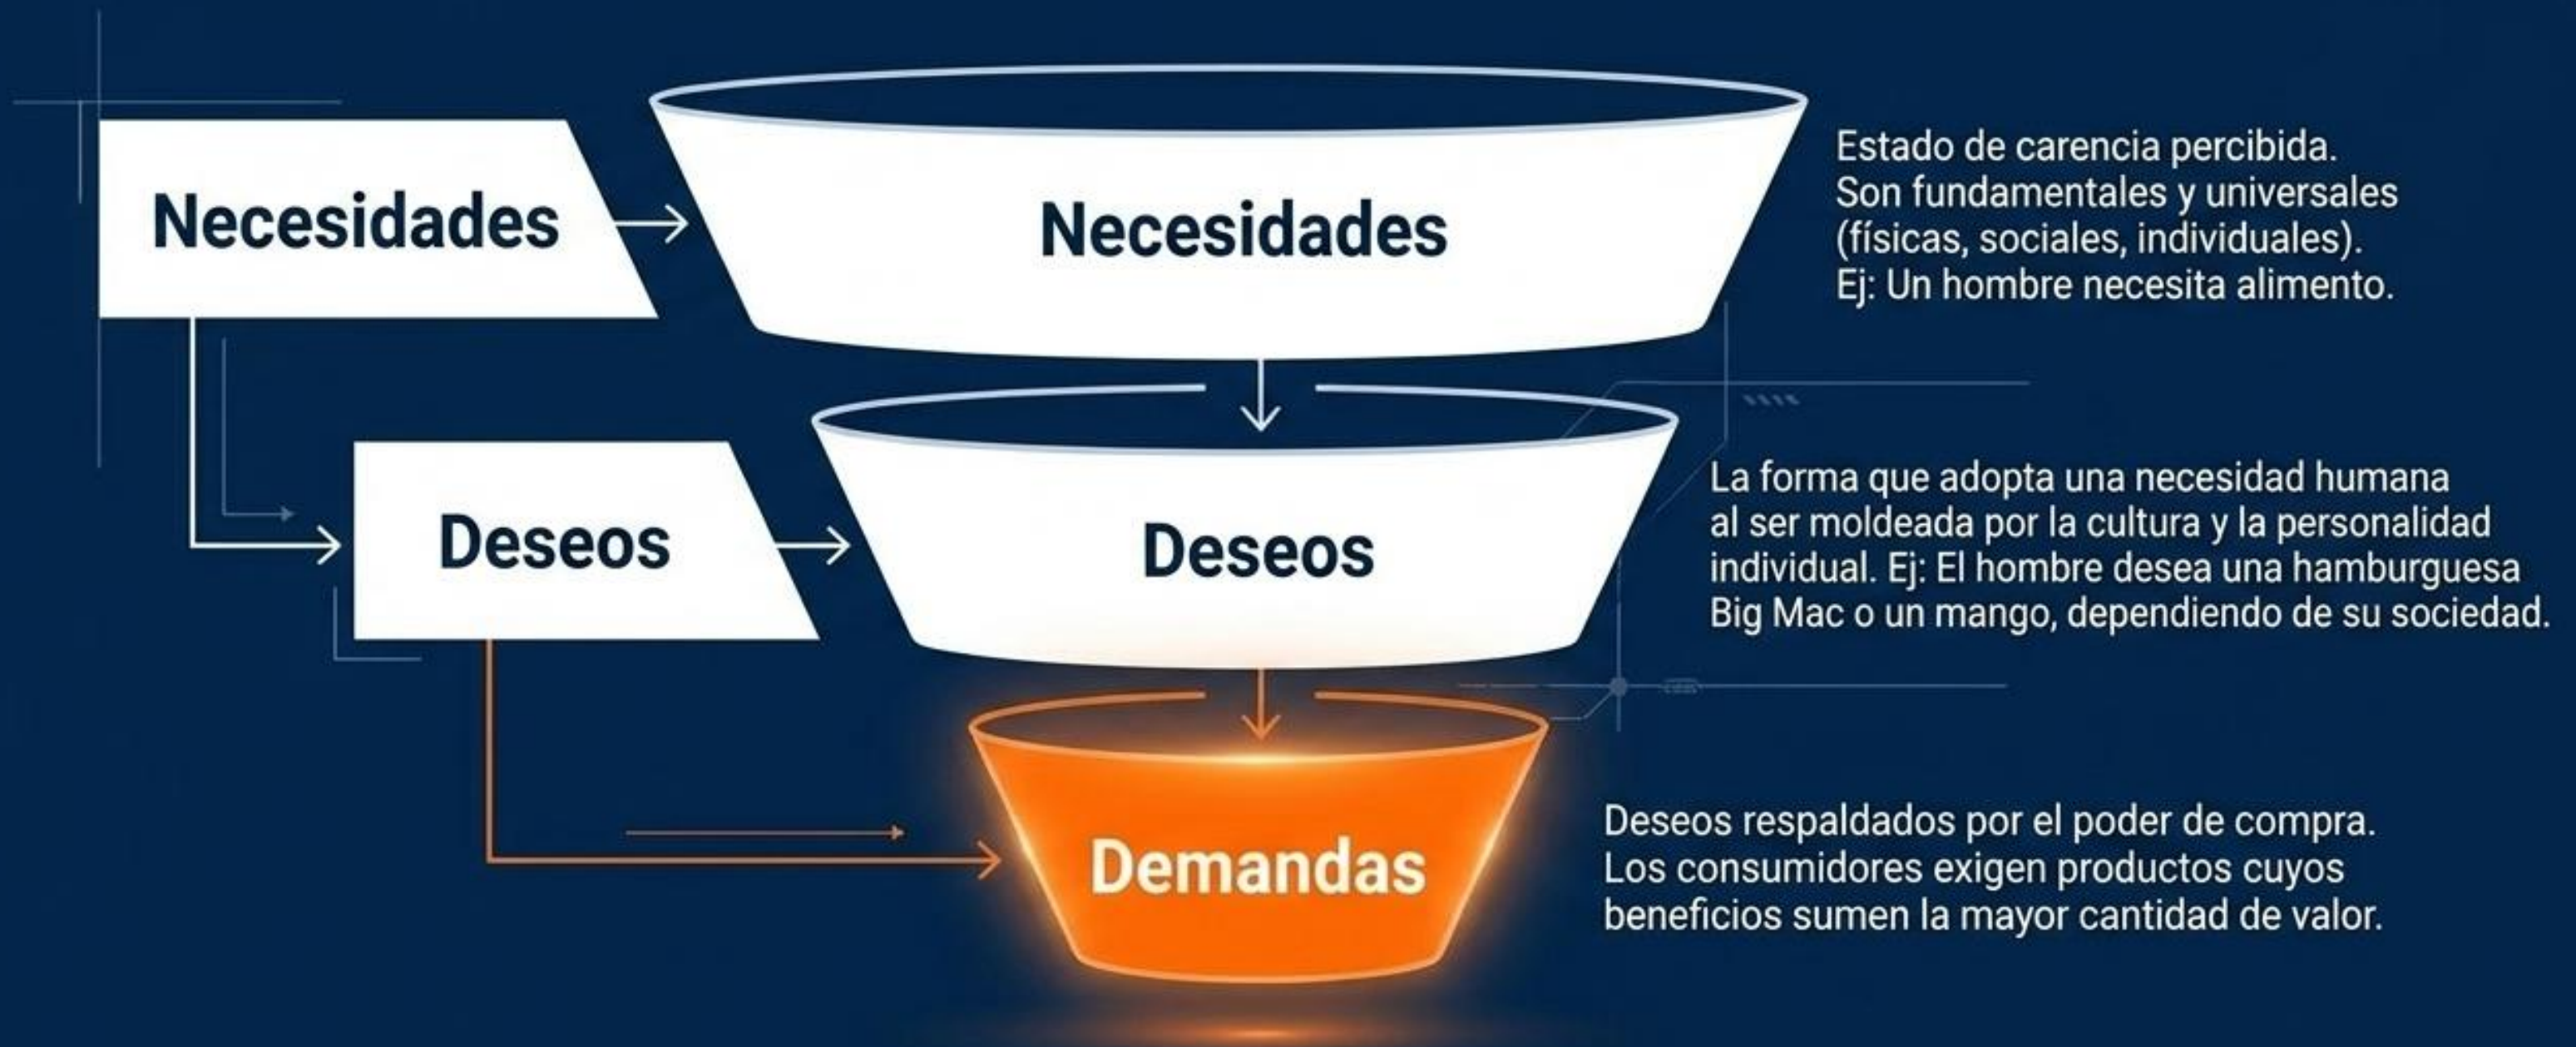 Necesidades
Necesidades
Estado de carencia percibida.
Son fundamentales y universales
(físicas, sociales, individuales).
Ej: Un hombre necesita alimento.
Deseos
Deseos
La forma que adopta una necesidad humana
al ser moldeada por la cultura y la personalidad
individual. Ej: El hombre desea una hamburguesa
Big Mac o un mango, dependiendo de su sociedad.
Demandas
Deseos respaldados por el poder de compra.
Los consumidores exigen productos cuyos
beneficios sumen la mayor cantidad de valor.